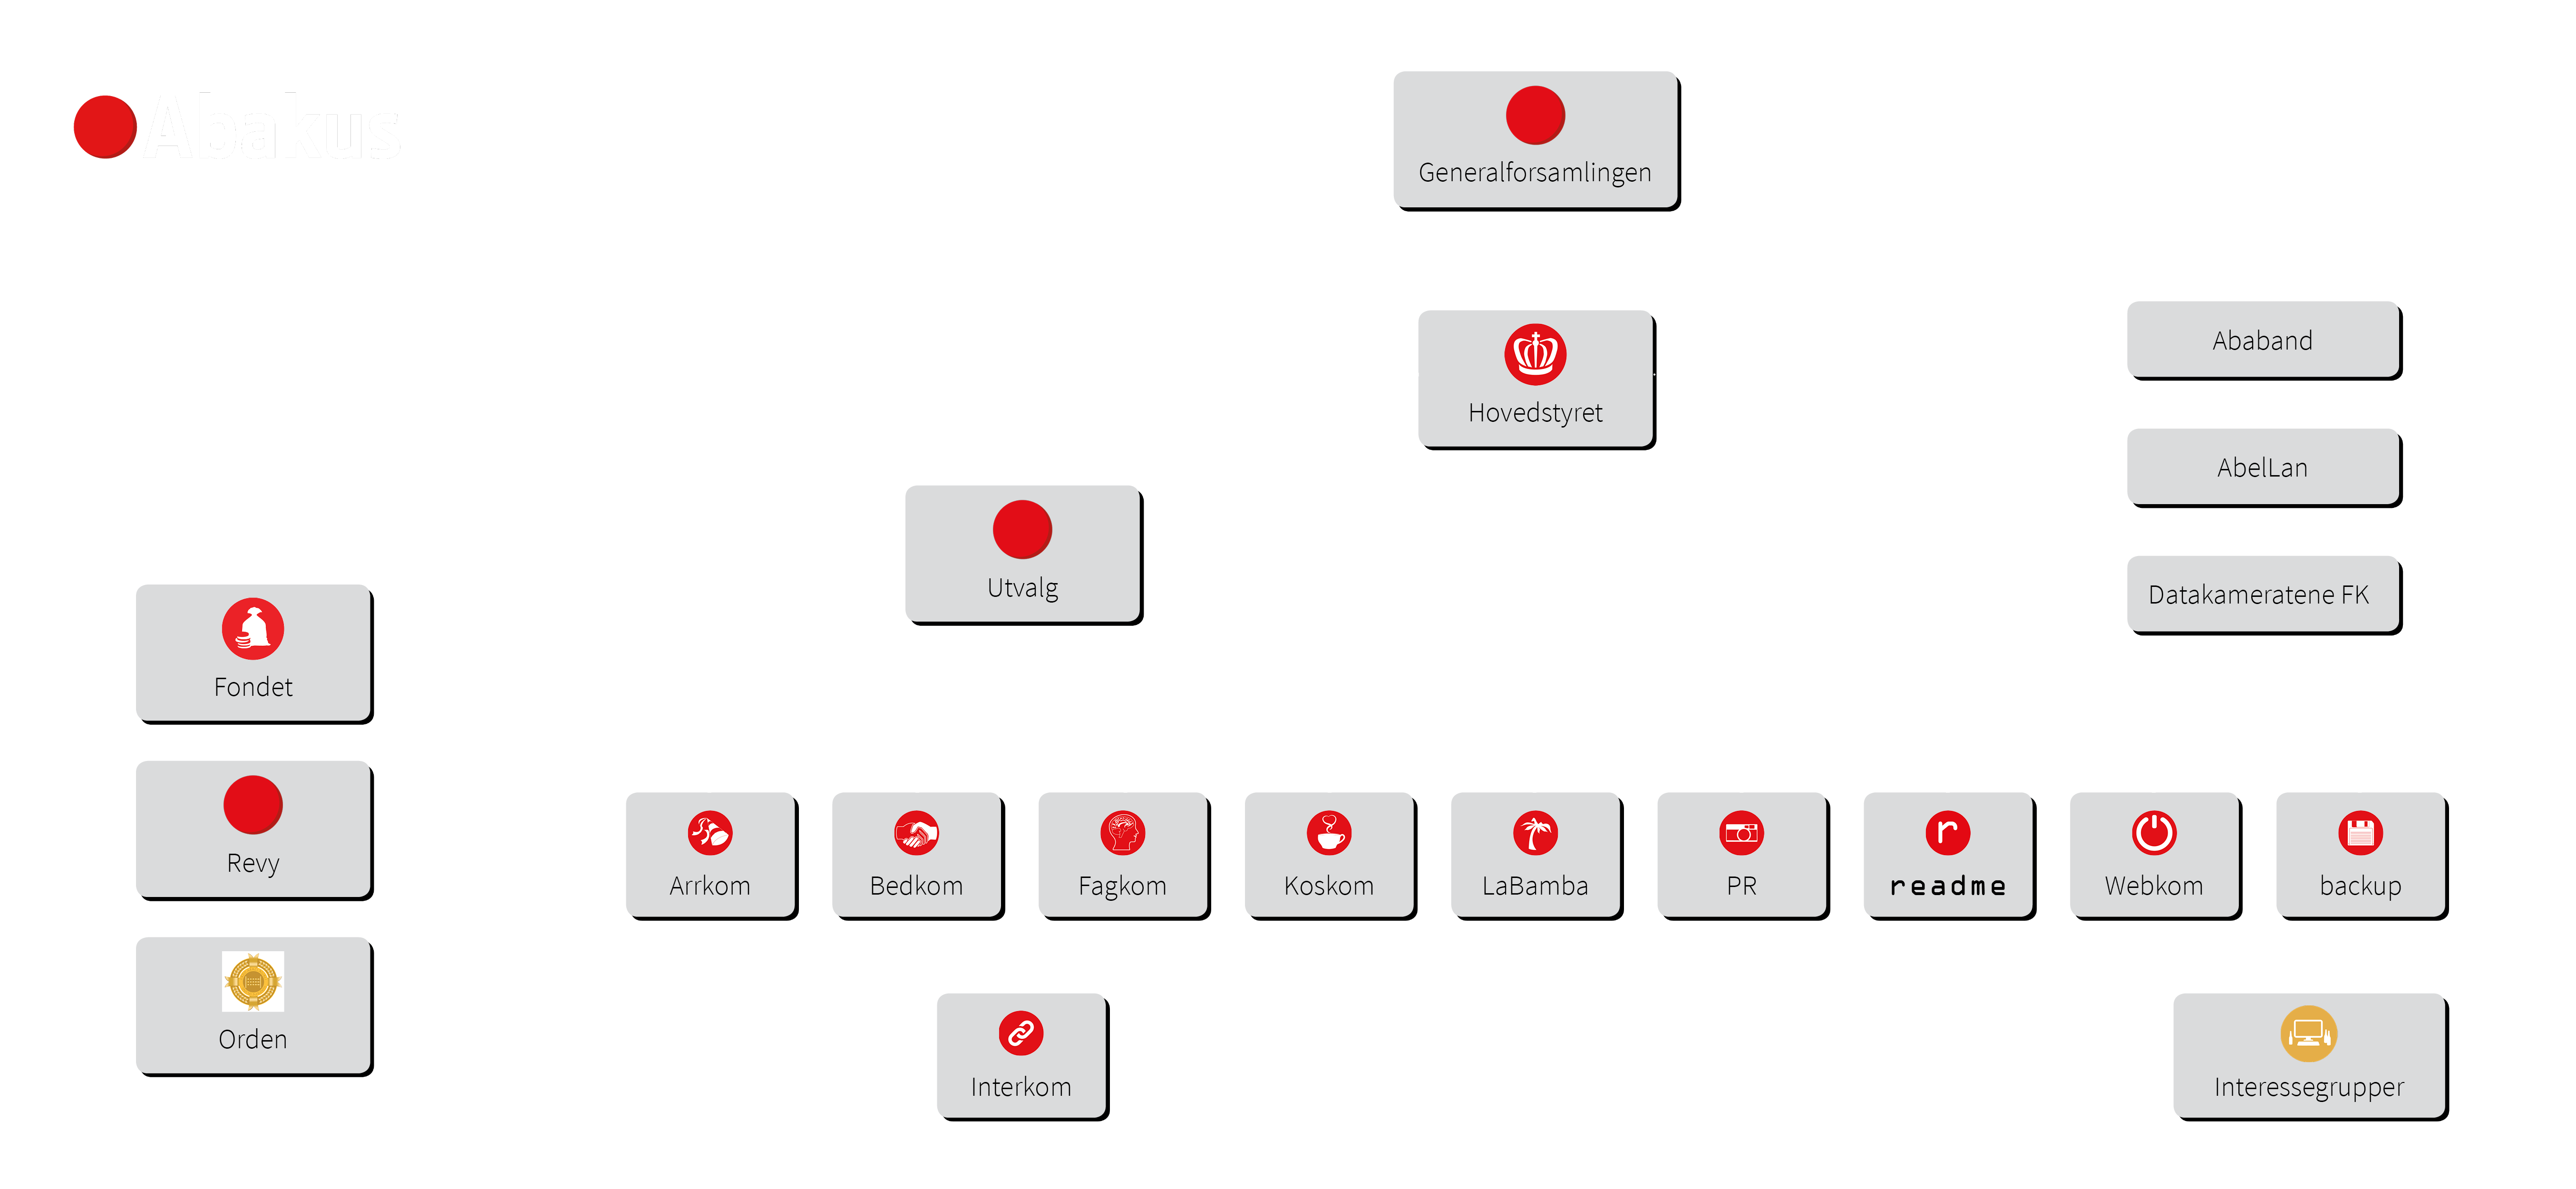 Abakus
Generalforsamlingen
Hovedstyret
Ababand
AbelLan
Datakameratene FK
Utvalg
Fondet
Revy
Orden
Arrkom
Bedkom
Fagkom
Koskom
LaBamba
PR
r
readme
Webkom
backup
Interkom
Interessegrupper